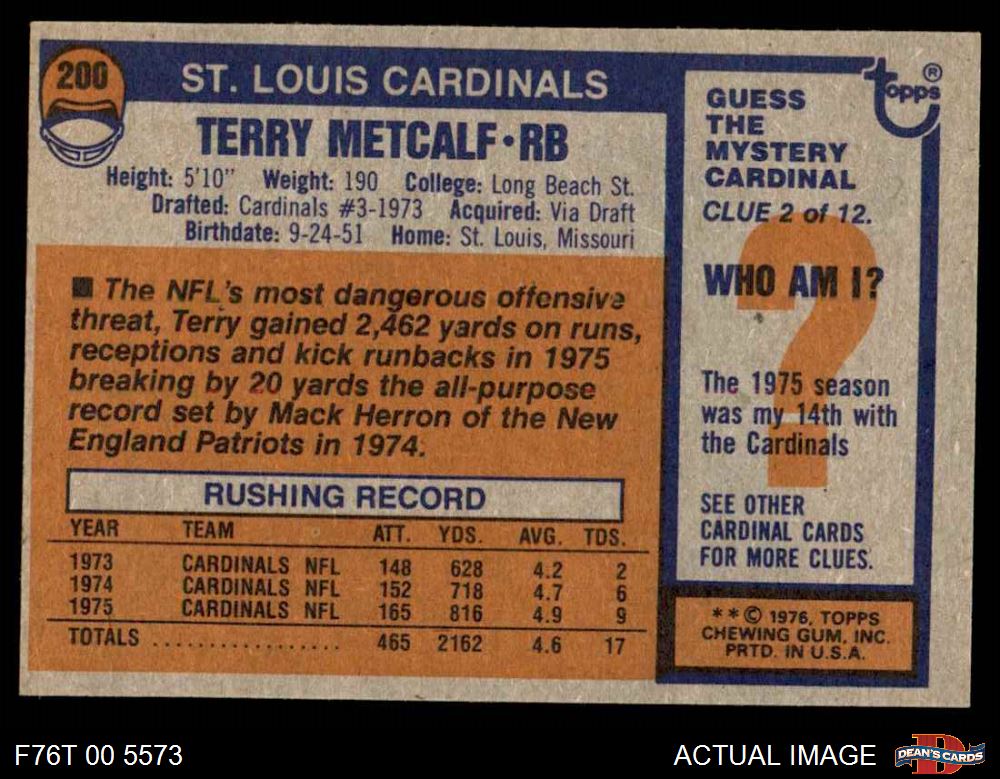 200
ST. LOUIS CARDINALS
TERRY METCALF • RB
Height: 5'10" Weight: 190 College: Long Beach St.
Drafted: Cardinals #3-1973 Acquired: Via Draft
Birthdate: 9-24-51 Home: St. Louis, Missouri
■ The NFL's most dangerous offensive
threat, Terry gained 2,462 yards on runs,
receptions and kick runbacks in 1975
breaking by 20 yards the all-purpose
record set by Mack Herron of the New
England Patriots in 1974.
RUSHING RECORD
YEAR TEAM ATT. YDS. AVG. TDS.
1973 CARDINALS NFL 148 628 4.2 2
1974 CARDINALS NFL 152 718 4.7 6
1975 CARDINALS NFL 165 816 4.9 9
TOTALS ................. 465 2162 4.6 17
topps ®
GUESS
THE
MYSTERY
CARDINAL
CLUE 2 of 12.
?
WHO AM I?
The 1975 season
was my 14th with
the Cardinals
SEE OTHER
CARDINAL CARDS
FOR MORE CLUES.
* * © 1976, TOPPS
CHEWING GUM, INC.
PRTD. IN U.S.A.
F76T 00 5573
ACTUAL IMAGE
D
DEAN'S CARDS